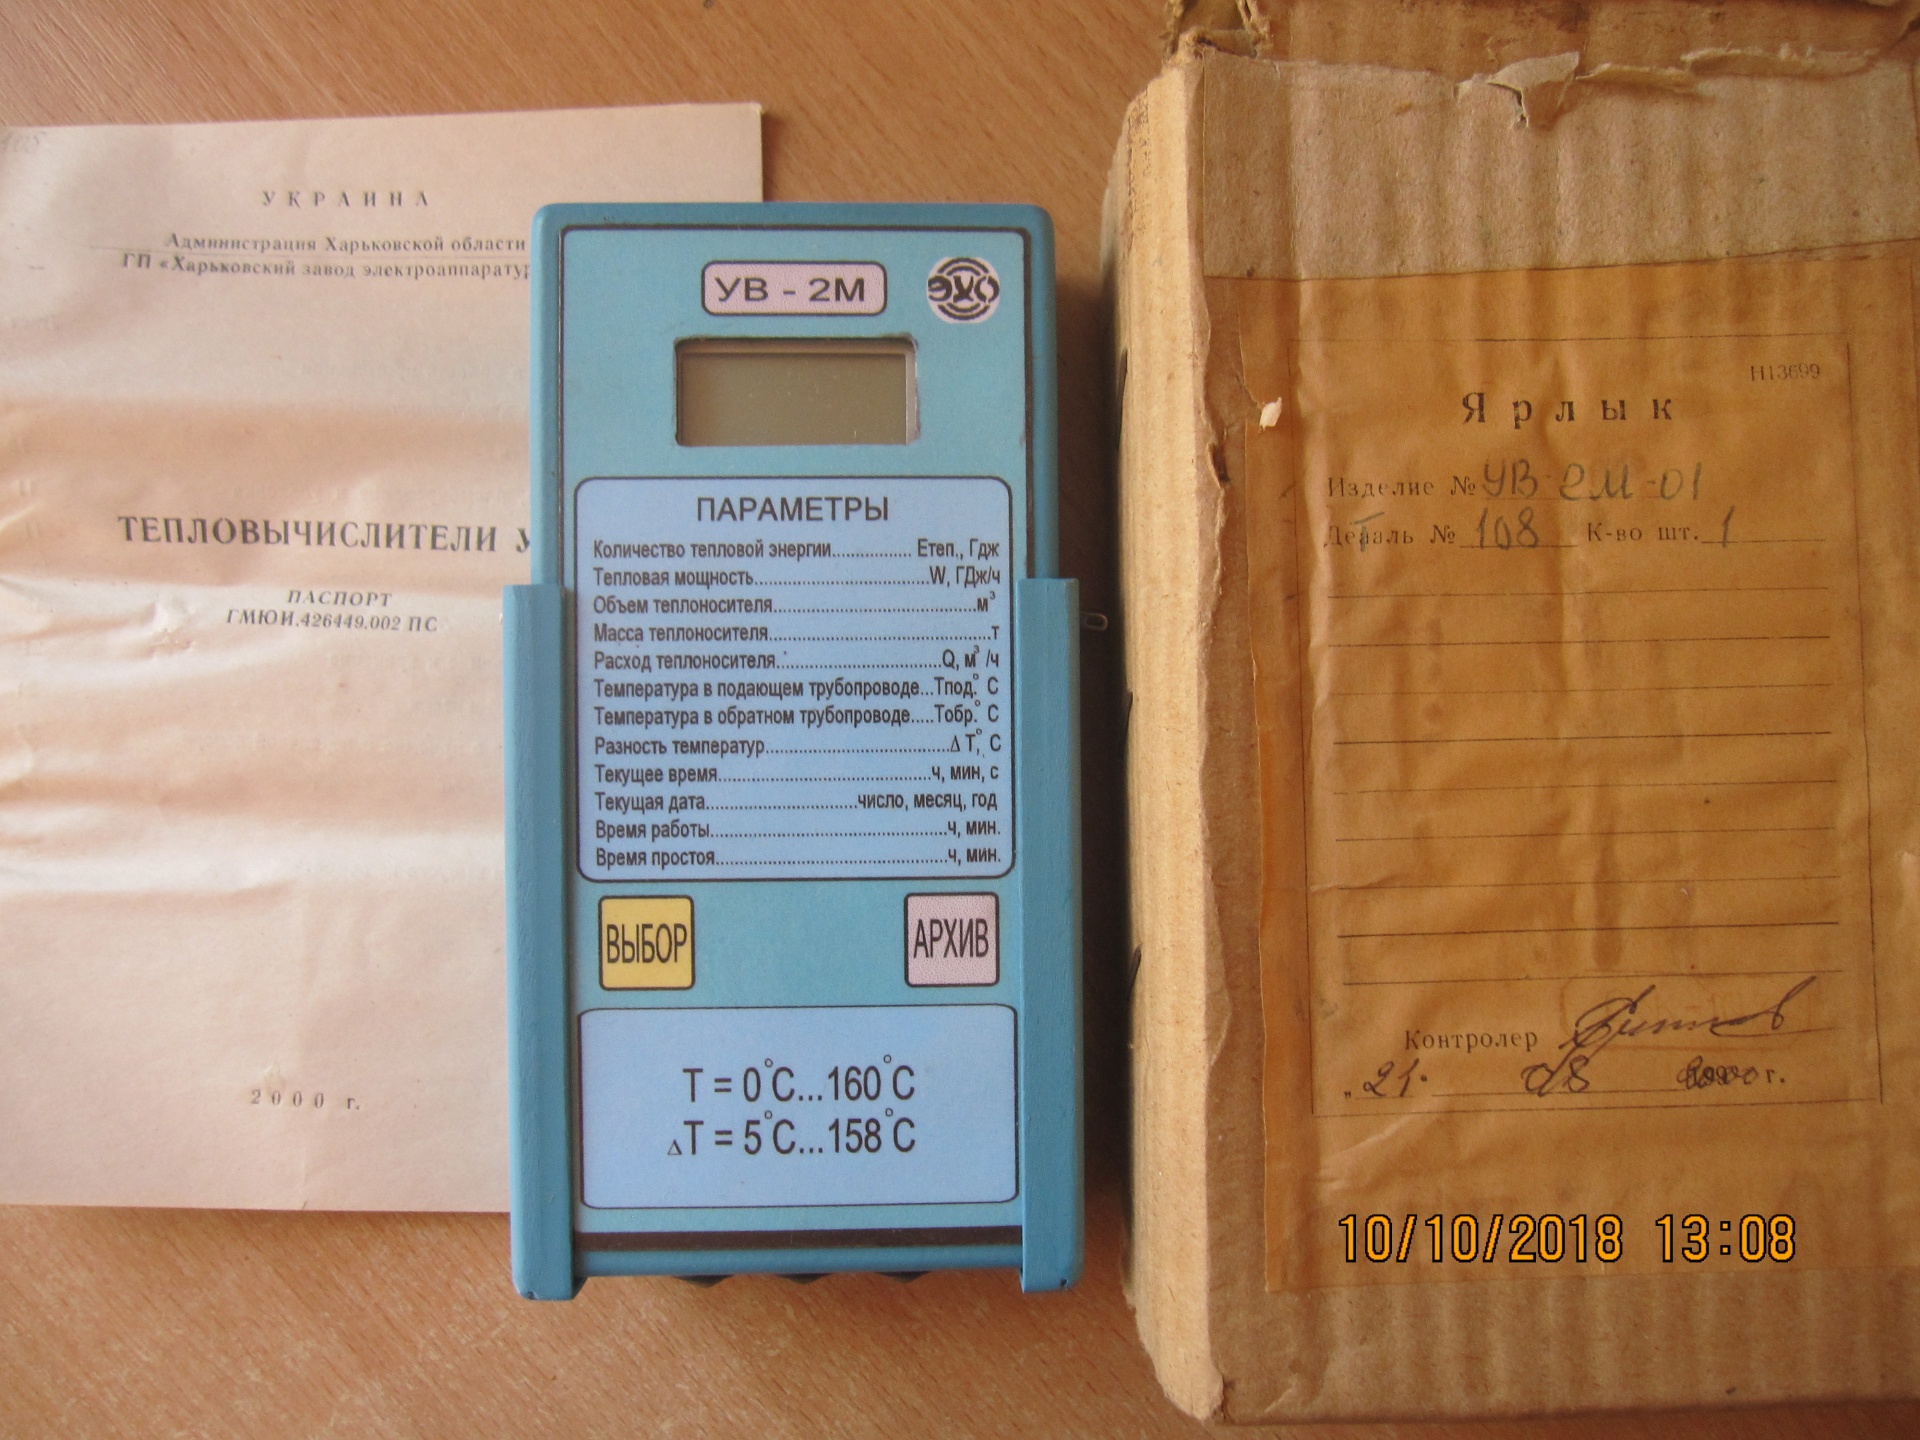 УКРАИНА
Администрация Харьковской области
ГП «Харьковский завод электроаппаратур
ТЕПЛОВЫЧИСЛИТЕЛИ У
ПАСПОРТ
ГМЮИ.426449.002 ПС
2000 г.
УВ - 2М
ЭХО
ПАРАМЕТРЫ
Количество тепловой энергии............... Етеп., Гдж
Тепловая мощность................................W, ГДж/ч
Объем теплоносителя.....................................м³
Масса теплоносителя.........................................т
Расход теплоносителя..............................Q, м³ /ч
Температура в подающем трубопроводе...Тпод.° С
Температура в обратном трубопроводе.....Тобр.° С
Разность температур..................................Δ Т,° С
Текущее время.......................................ч, мин, с
Текущая дата............................число, месяц, год
Время работы...........................................ч, мин.
Время простоя..........................................ч, мин.
ВЫБОР
АРХИВ
T = 0°C...160°C
ΔT = 5°C...158°C
Н13699
Ярлык
Изделие № УВ-2М-01
Деталь № 108 К-во шт. 1
Контролер
„21. 08 г.
10/10/2018 13:08